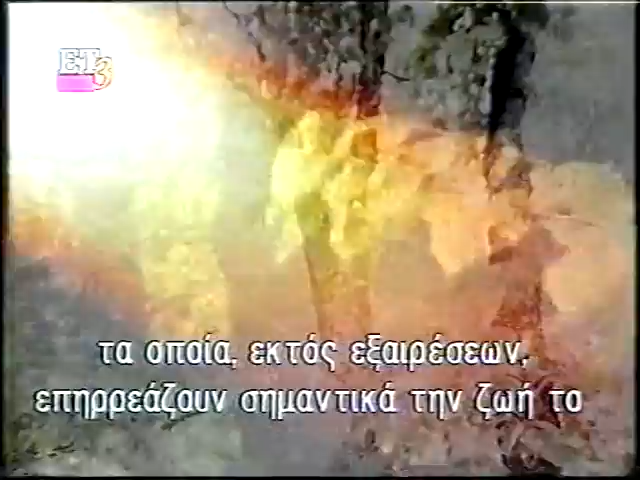 ET3
τα οποία, εκτός εξαιρέσεων,
επηρρεάζουν σημαντικά την ζωή το